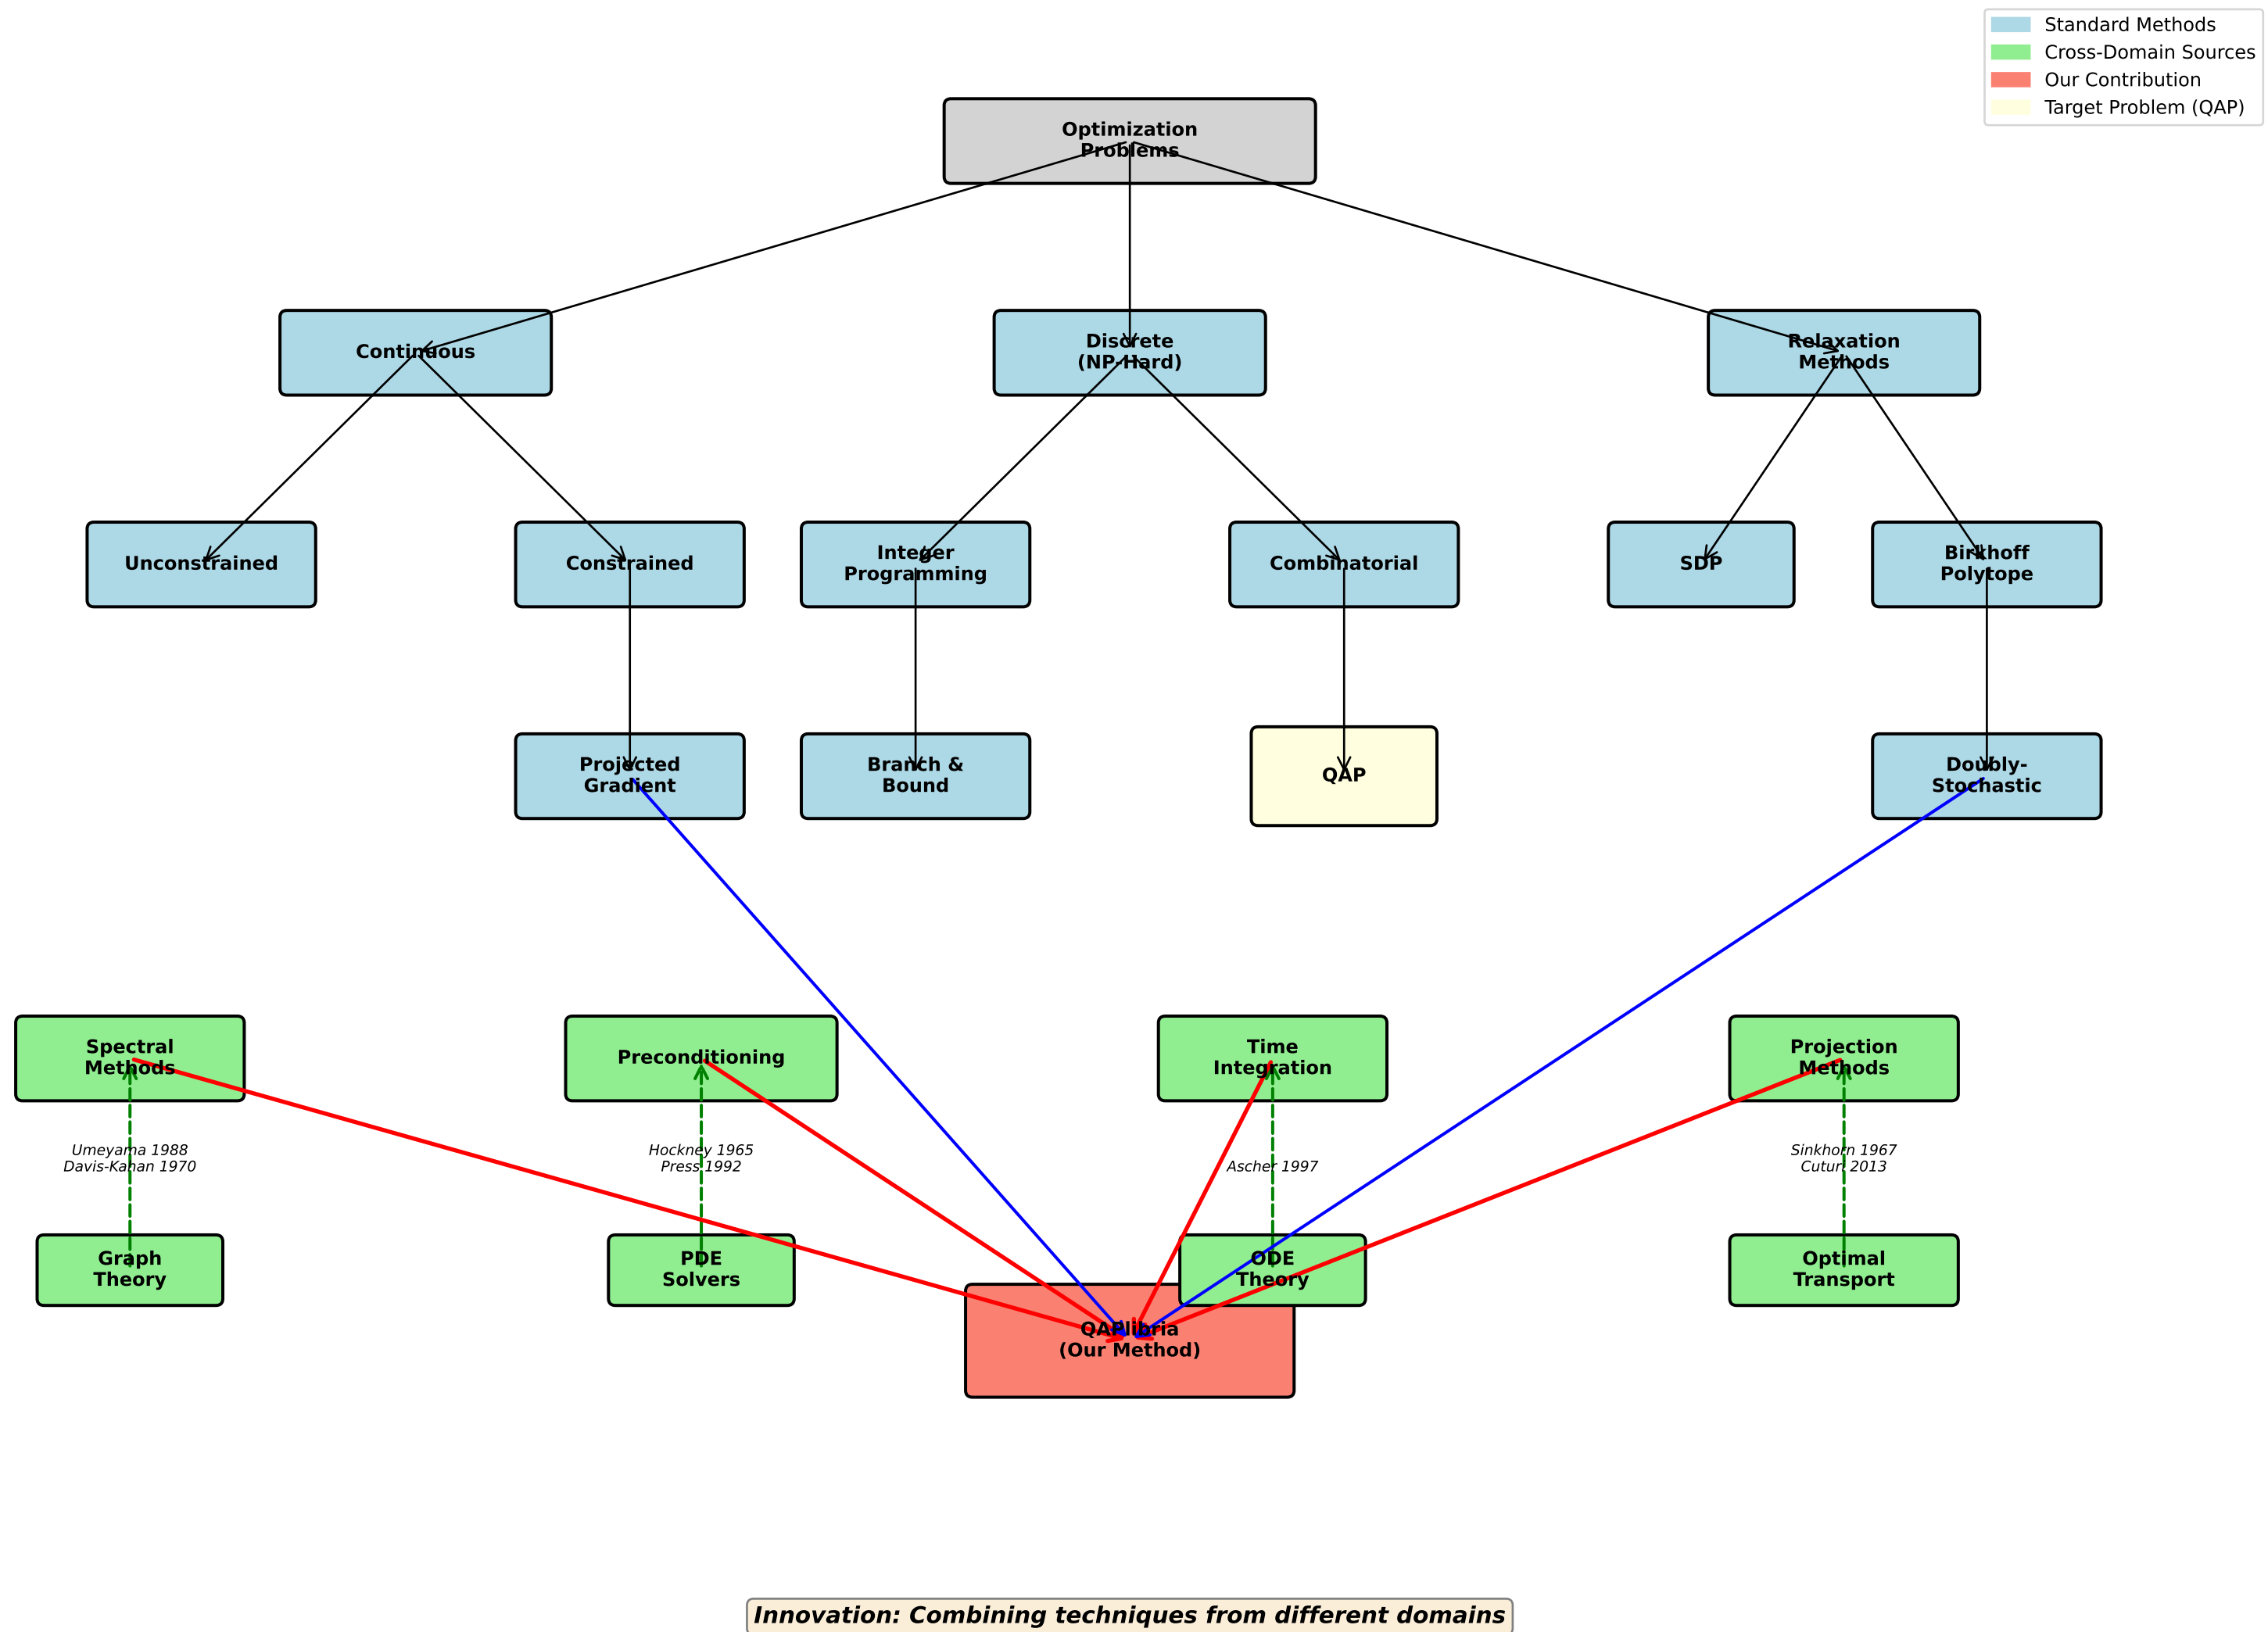 Standard Methods
Cross-Domain Sources
Our Contribution
Target Problem (QAP)
Optimization
Problems
Continuous
Discrete
(NP-Hard)
Relaxation
Methods
Unconstrained
Constrained
Integer
Programming
Combinatorial
SDP
Birkhoff
Polytope
Projected
Gradient
Branch &
Bound
QAP
Doubly-
Stochastic
Spectral
Methods
Preconditioning
Time
Integration
Projection
Methods
Umeyama 1988
Davis-Kahan 1970
Hockney 1965
Press 1992
Ascher 1997
Sinkhorn 1967
Cuturi 2013
Graph
Theory
PDE
Solvers
ODE
Theory
Optimal
Transport
QAPlibria
(Our Method)
Innovation: Combining techniques from different domains